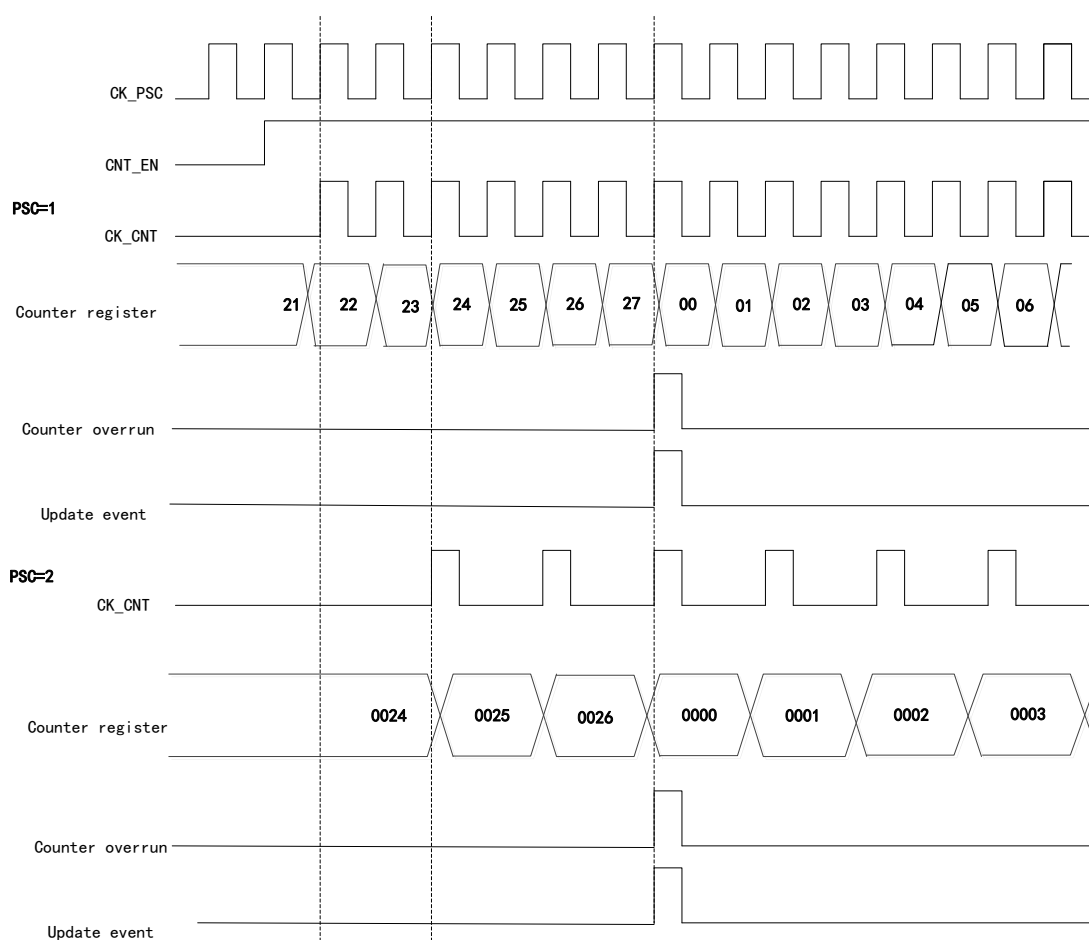 CK_PSC
CNT_EN
PSC=1
CK_CNT
Counter register 21 22 23 24 25 26 27 00 01 02 03 04 05 06
Counter overrun
Update event
PSC=2
CK_CNT
Counter register 0024 0025 0026 0000 0001 0002 0003
Counter overrun
Update event